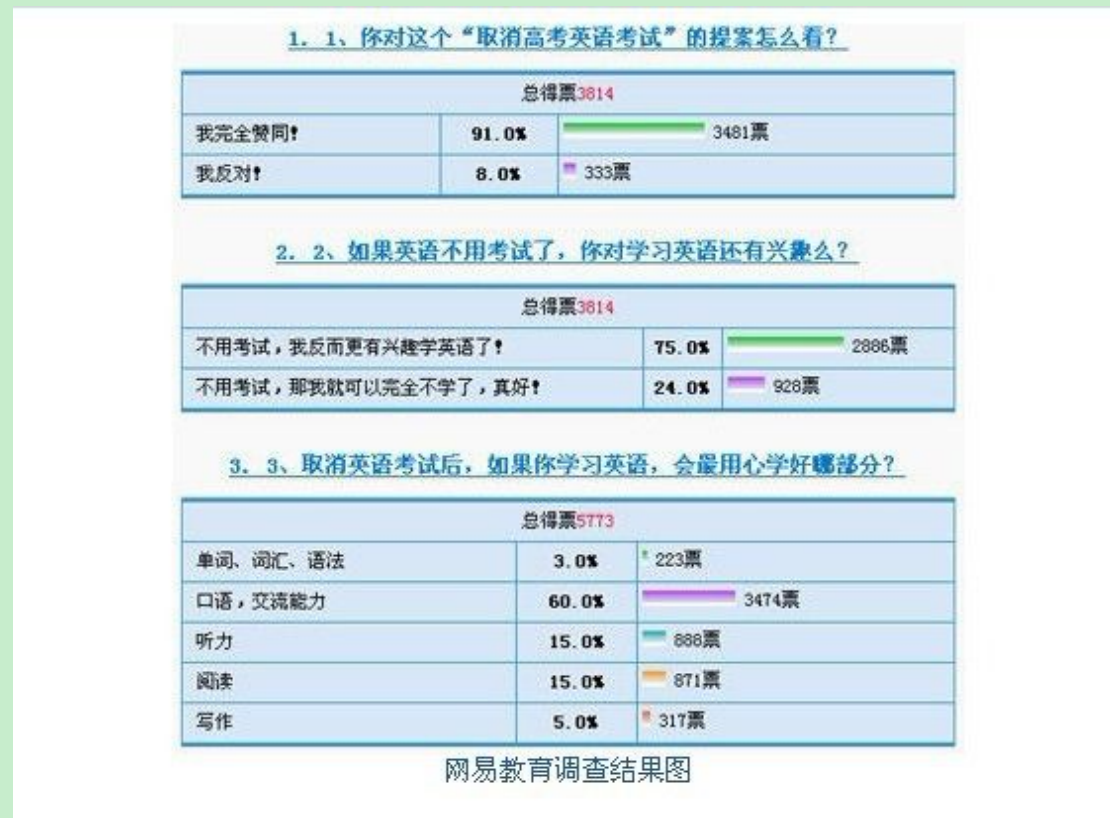 1. 1、你对这个“取消高考英语考试”的提案怎么看?
总得票3814
我完全赞同! 91.0% 3481票
我反对! 8.0% 333票
2. 2、如果英语不用考试了，你对学习英语还有兴趣么?
总得票3814
不用考试，我反而更有兴趣学英语了! 75.0% 2886票
不用考试，那我就可以完全不学了，真好! 24.0% 928票
3. 3、取消英语考试后，如果你学习英语，会最用心学好哪部分?
总得票5773
单词、词汇、语法 3.0% 223票
口语，交流能力 60.0% 3474票
听力 15.0% 888票
阅读 15.0% 871票
写作 5.0% 317票
网易教育调查结果图